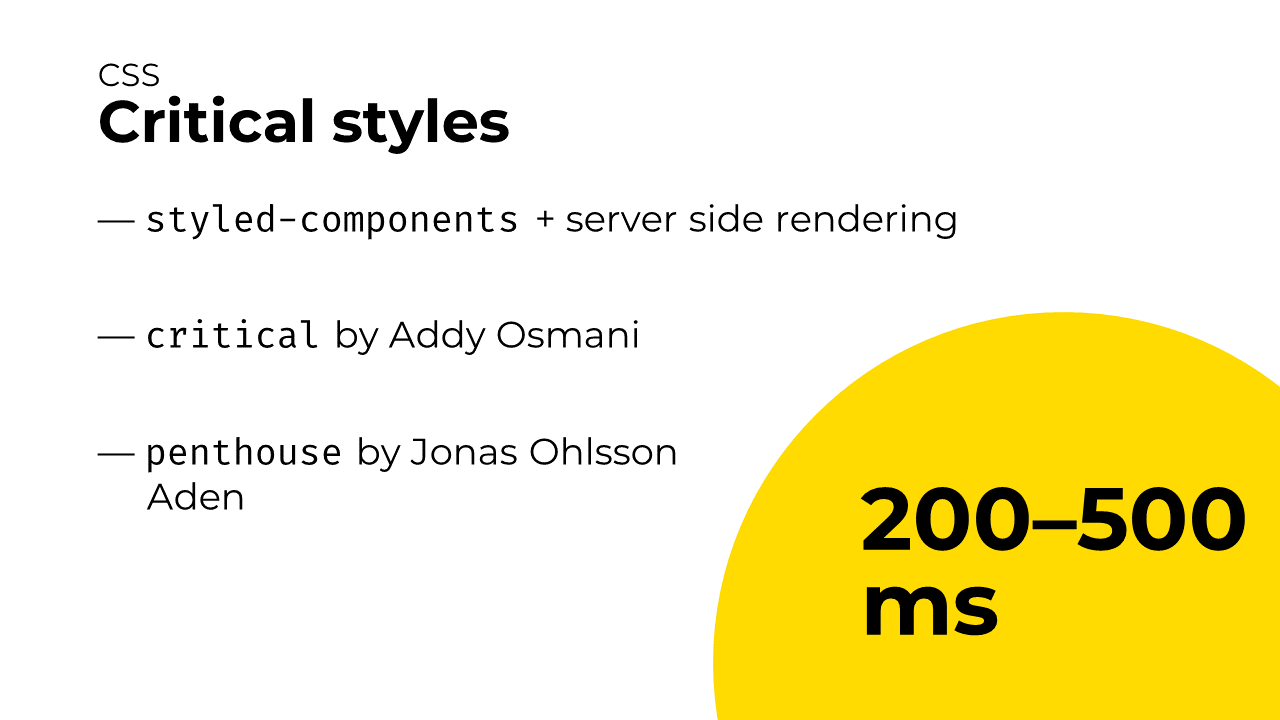 CSS
Critical styles
— styled-components + server side rendering
— critical by Addy Osmani
— penthouse by Jonas Ohlsson
Aden
200–500
ms